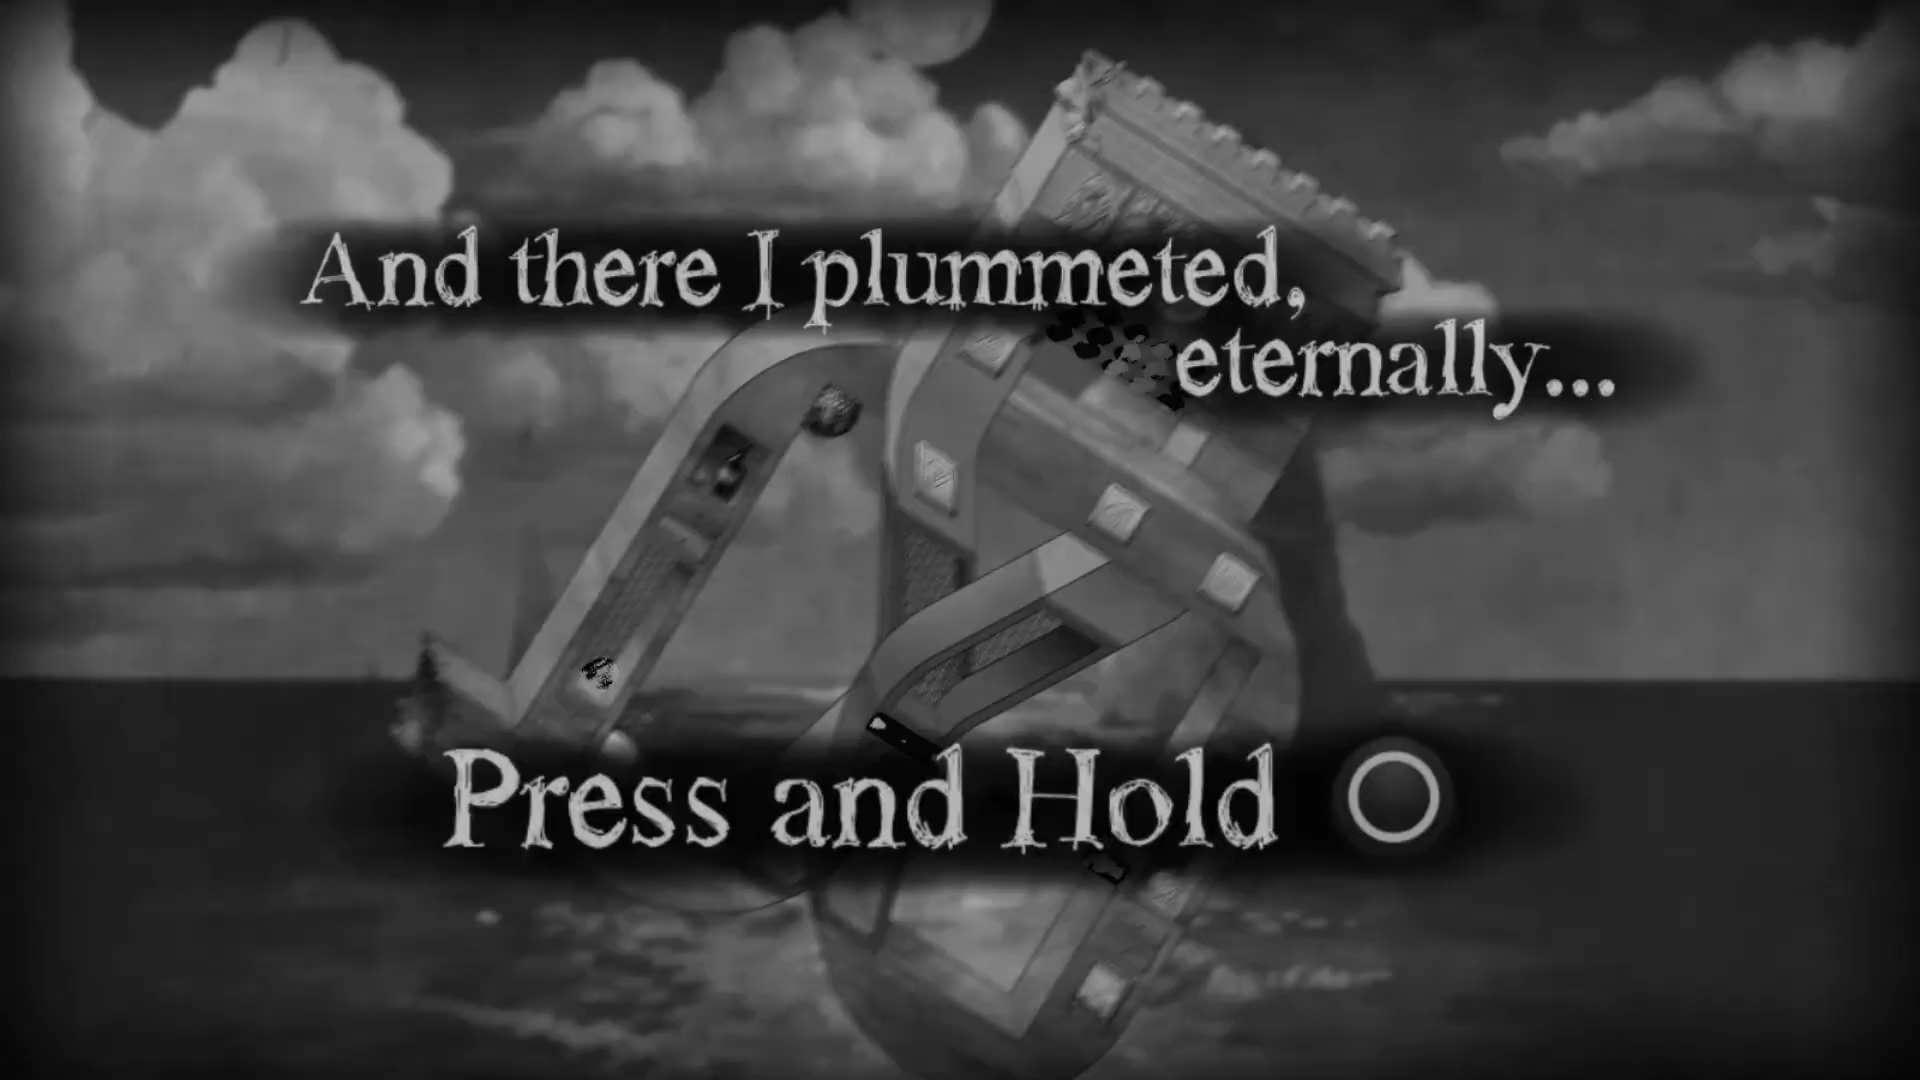 And there I plummeted,
eternally...
Press and Hold